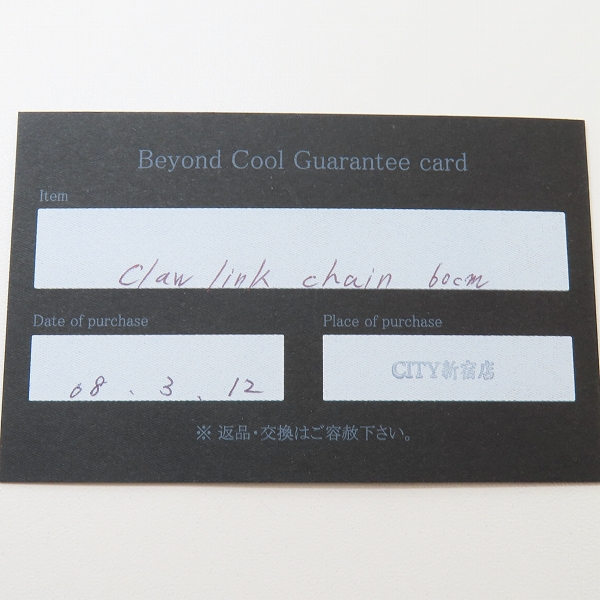 Beyond Cool Guarantee card
Item
Claw link chain 60cm
Date of purchase
08.3.12
Place of purchase
CITY新宿店
※ 返品・交換はご容赦下さい。